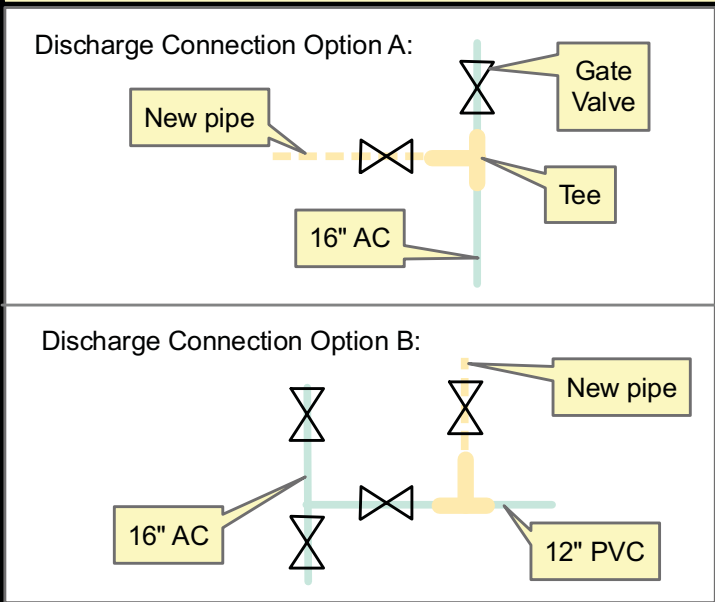 Discharge Connection Option A:
Gate
Valve
New pipe
Tee
16" AC
Discharge Connection Option B:
New pipe
16" AC
12" PVC